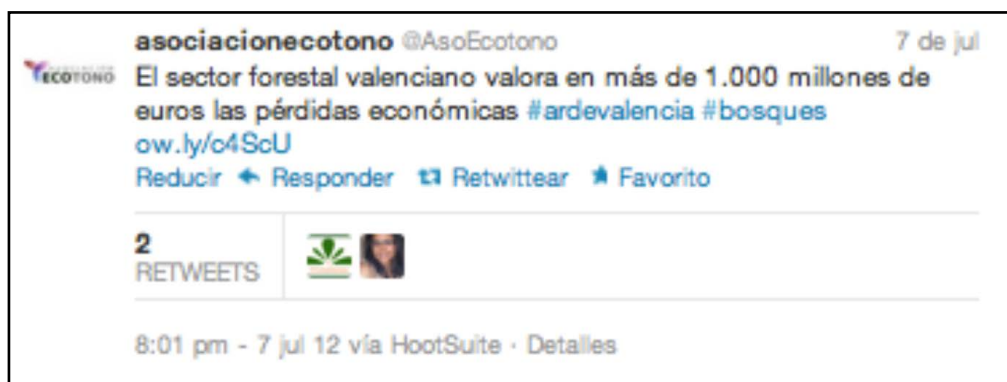 asociacionecotono @AsoEcotono 7 de jul
ECOTONO
El sector forestal valenciano valora en más de 1.000 millones de
euros las pérdidas económicas #ardevalencia #bosques
ow.ly/c4ScU
Reducir Responder Retwittear Favorito
2
RETWEETS
8:01 pm - 7 jul 12 vía HootSuite · Detalles